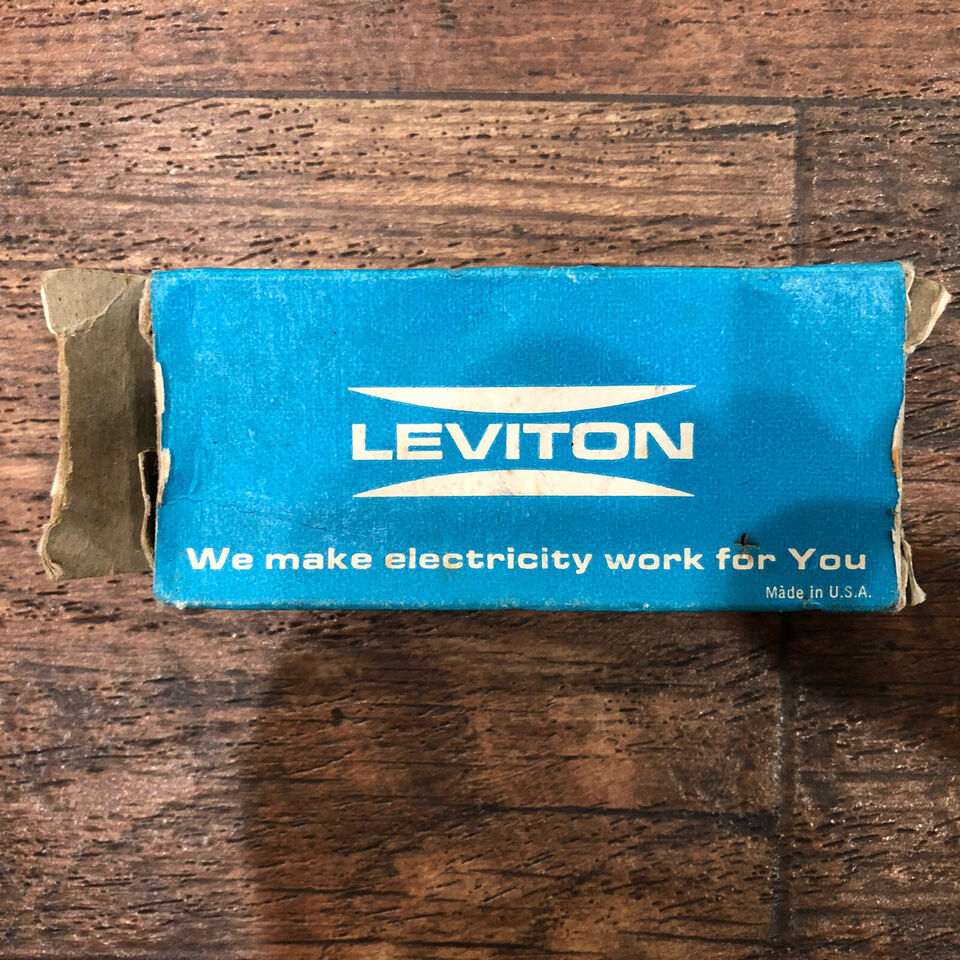 LEVITON
We make electricity work for You
Made in U.S.A.